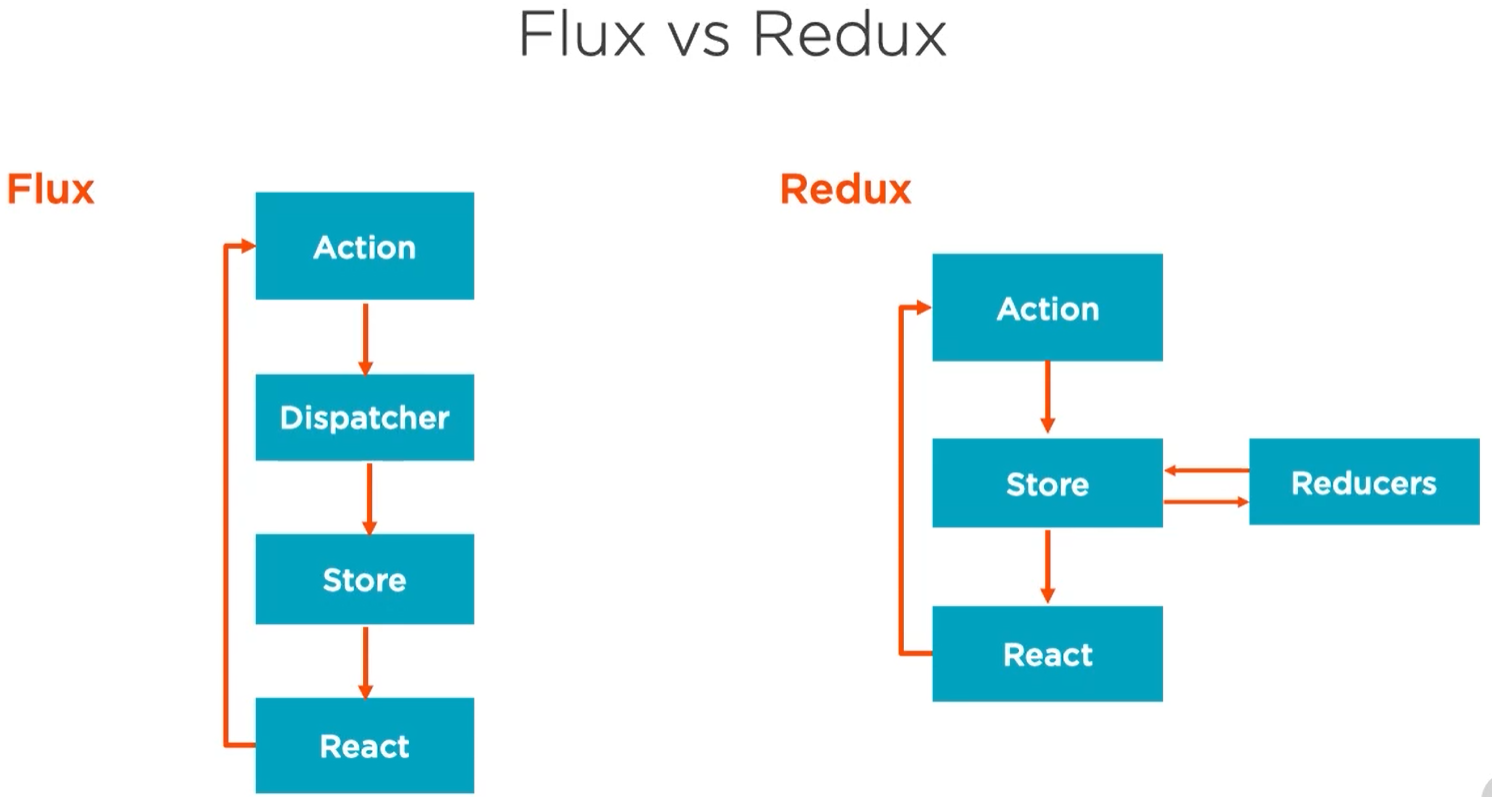 Flux vs Redux
Flux
Action
Dispatcher
Store
React
Redux
Action
Store
Reducers
React